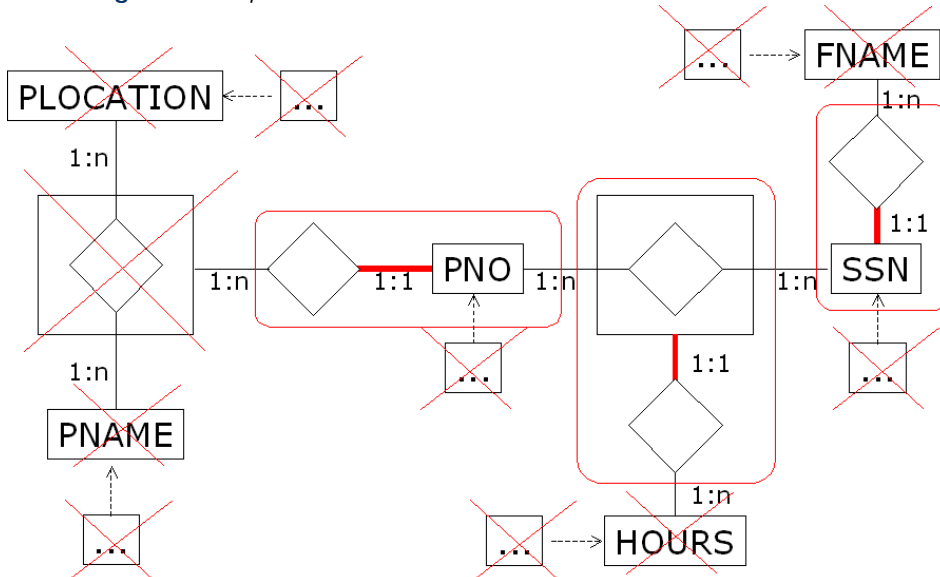 ... FNAME
PLOCATION ...
1:n
1:n
1:n 1:1 PNO 1:n 1:n SSN
1:1
... 1:1 ...
1:n
PNAME
1:n
... ... HOURS